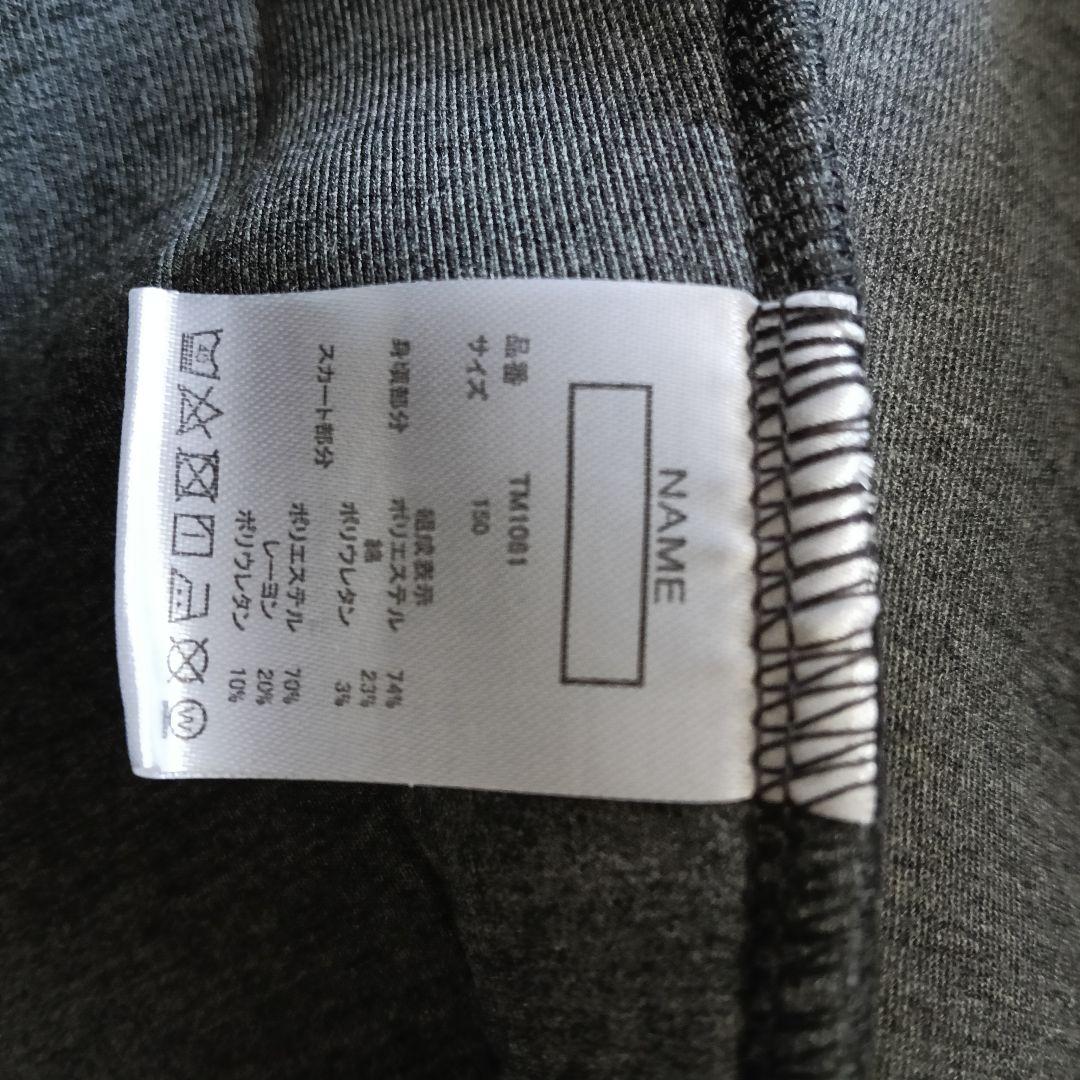 NAME
品番 TM1081
サイズ 150
組成表示
身頃部分 ポリエステル 74%
綿 23%
ポリウレタン 3%
スカート部分
ポリエステル 70%
レーヨン 20%
ポリウレタン 10%
W